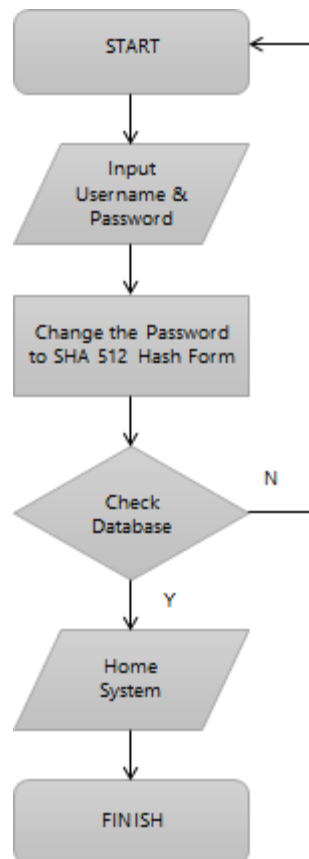 START
Input
Username &
Password
Change the Password
to SHA 512 Hash Form
Check
Database
N
Y
Home
System
FINISH